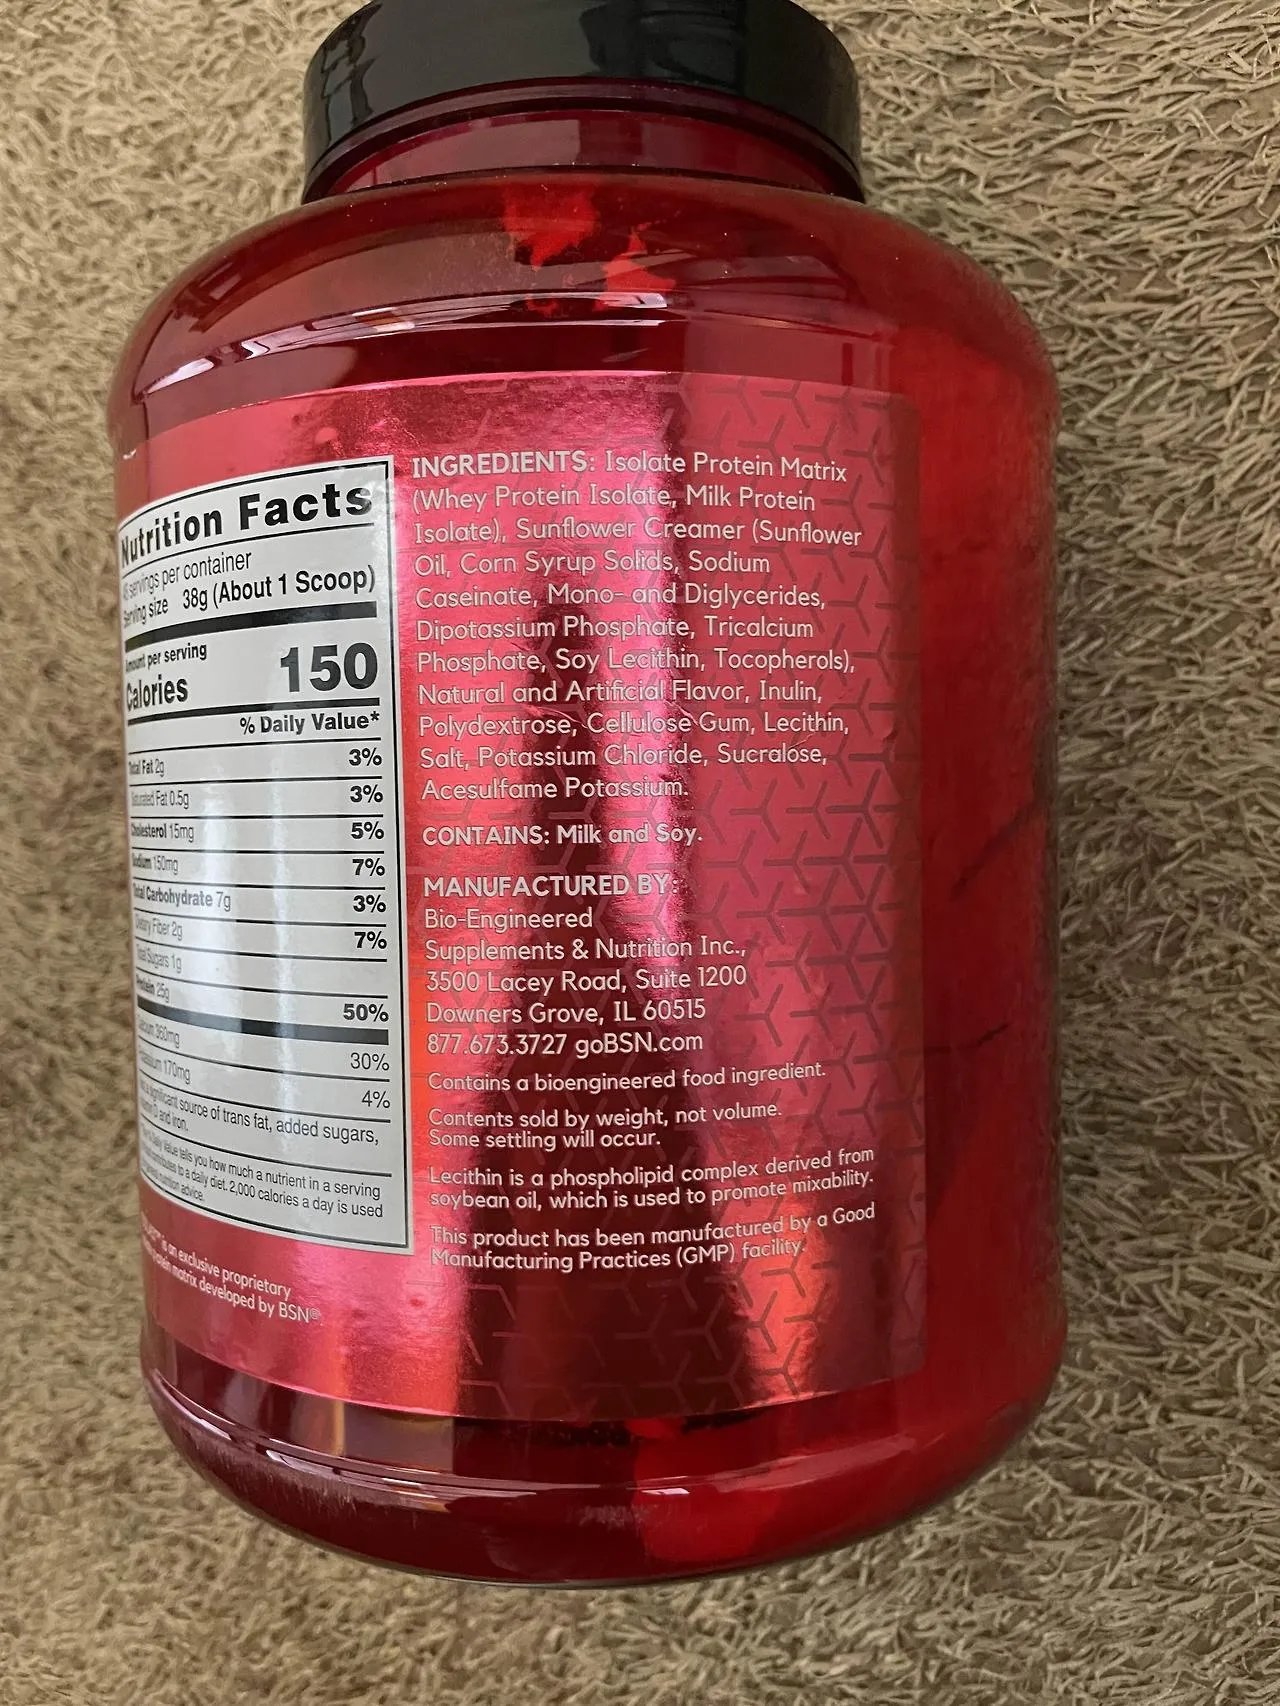 Nutrition Facts
servings per container
Serving size 38g (About 1 Scoop)
Amount per serving
Calories 150
% Daily Value*
Total Fat 2g 3%
Saturated Fat 0.5g 3%
Cholesterol 15mg 5%
Sodium 150mg 7%
Total Carbohydrate 7g 3%
Dietary Fiber 2g 7%
Total Sugars 1g
Protein 25g 50%
Calcium 360mg 30%
Potassium 170mg 4%
significant source of trans fat, added sugars,
and iron.
Daily Value tells you how much a nutrient in a serving
to a daily diet. 2,000 calories a day is used
nutrition advice.
is an exclusive proprietary
matrix developed by BSN®.
INGREDIENTS: Isolate Protein Matrix
(Whey Protein Isolate, Milk Protein
Isolate), Sunflower Creamer (Sunflower
Oil, Corn Syrup Solids, Sodium
Caseinate, Mono- and Diglycerides,
Dipotassium Phosphate, Tricalcium
Phosphate, Soy Lecithin, Tocopherols),
Natural and Artificial Flavor, Inulin,
Polydextrose, Cellulose Gum, Lecithin,
Salt, Potassium Chloride, Sucralose,
Acesulfame Potassium.
CONTAINS: Milk and Soy.
MANUFACTURED BY:
Bio-Engineered
Supplements & Nutrition Inc.,
3500 Lacey Road, Suite 1200
Downers Grove, IL 60515
877.673.3727 goBSN.com
Contains a bioengineered food ingredient.
Contents sold by weight, not volume.
Some settling will occur.
Lecithin is a phospholipid complex derived from
soybean oil, which is used to promote mixability.
This product has been manufactured by a Good
Manufacturing Practices (GMP) facility.